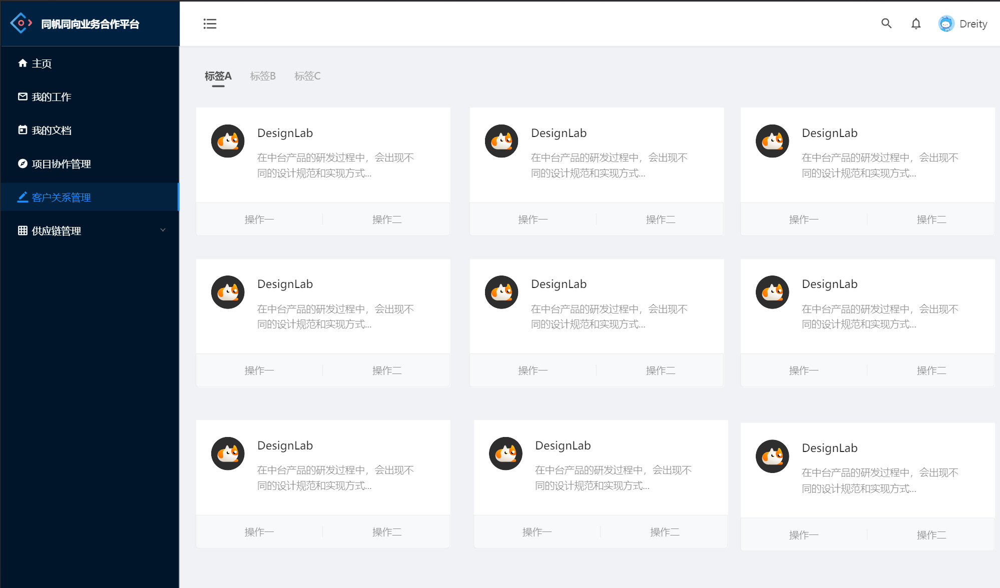 同帆同向业务合作平台
Dreity
主页
我的工作
我的文档
项目协作管理
客户关系管理
供应链管理
标签A 标签B 标签C
DesignLab
在中台产品的研发过程中，会出现不
同的设计规范和实现方式...
操作一 操作二
DesignLab
在中台产品的研发过程中，会出现不
同的设计规范和实现方式...
操作一 操作二
DesignLab
在中台产品的研发过程中，会出现不
同的设计规范和实现方式...
操作一 操作二
DesignLab
在中台产品的研发过程中，会出现不
同的设计规范和实现方式...
操作一 操作二
DesignLab
在中台产品的研发过程中，会出现不
同的设计规范和实现方式...
操作一 操作二
DesignLab
在中台产品的研发过程中，会出现不
同的设计规范和实现方式...
操作一 操作二
DesignLab
在中台产品的研发过程中，会出现不
同的设计规范和实现方式...
操作一 操作二
DesignLab
在中台产品的研发过程中，会出现不
同的设计规范和实现方式...
操作一 操作二
DesignLab
在中台产品的研发过程中，会出现不
同的设计规范和实现方式...
操作一 操作二